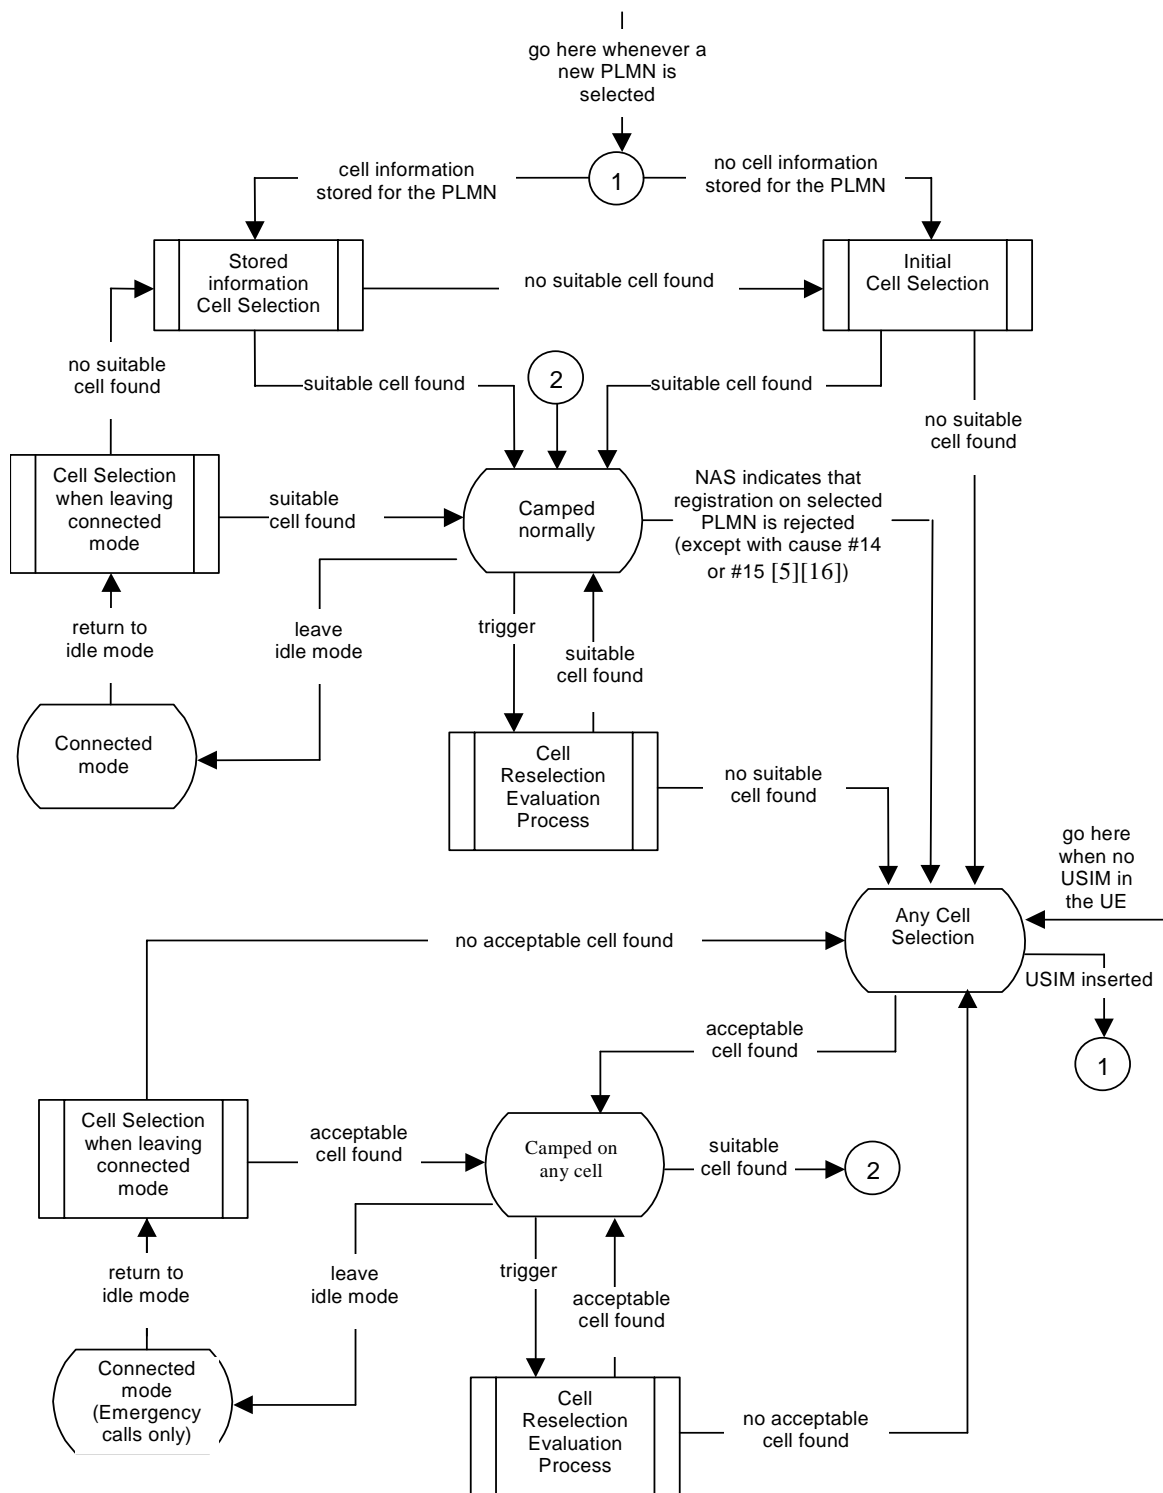 go here whenever a
new PLMN is
selected
1
cell information
stored for the PLMN
no cell information
stored for the PLMN
Stored
information
Cell Selection
no suitable cell found
Initial
Cell Selection
no suitable
cell found
suitable cell found
2
suitable cell found
no suitable
cell found
Cell Selection
when leaving
connected
mode
suitable
cell found
Camped
normally
NAS indicates that
registration on selected
PLMN is rejected
(except with cause #14
or #15 [5][16])
return to
idle mode
leave
idle mode
trigger
suitable
cell found
Connected
mode
Cell
Reselection
Evaluation
Process
no suitable
cell found
go here
when no
USIM in
the UE
Any Cell
Selection
no acceptable cell found
USIM inserted
acceptable
cell found
1
Cell Selection
when leaving
connected
mode
acceptable
cell found
Camped on
any cell
suitable
cell found
2
return to
idle mode
leave
idle mode
trigger
acceptable
cell found
Connected
mode
(Emergency
calls only)
Cell
Reselection
Evaluation
Process
no acceptable
cell found